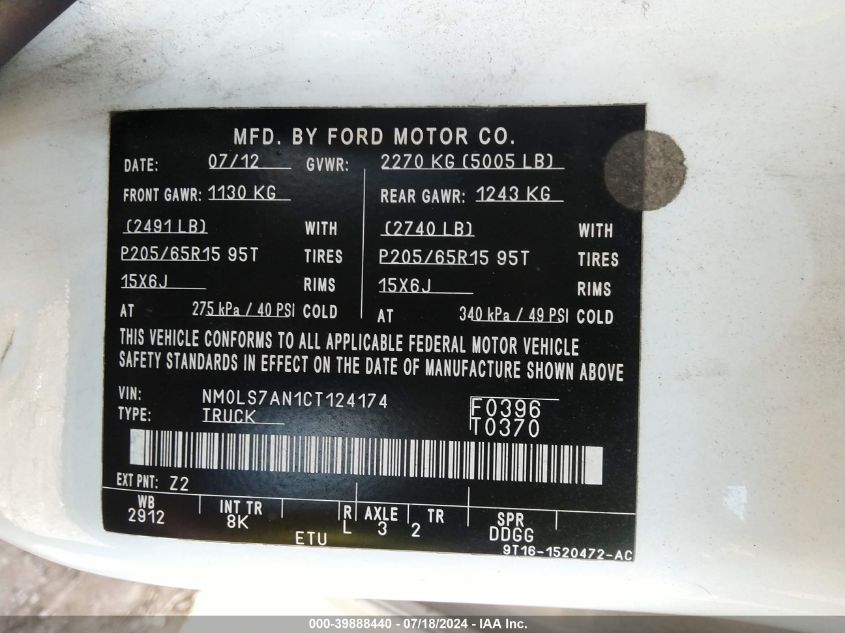 MFD. BY FORD MOTOR CO.
DATE: 07/12 GVWR: 2270 KG (5005 LB)
FRONT GAWR: 1130 KG REAR GAWR: 1243 KG
(2491 LB) WITH (2740 LB) WITH
P205/65R15 95T TIRES P205/65R15 95T TIRES
15X6J RIMS 15X6J RIMS
AT 275 kPa / 40 PSI COLD AT 340 kPa / 49 PSI COLD
THIS VEHICLE CONFORMS TO ALL APPLICABLE FEDERAL MOTOR VEHICLE
SAFETY STANDARDS IN EFFECT ON THE DATE OF MANUFACTURE SHOWN ABOVE
VIN: NM0LS7AN1CT124174 F0396
TYPE: TRUCK T0370
EXT PNT: Z2
WB INT TR R AXLE TR SPR
2912 8K L 3 2 DDGG
ETU 9T16-1520472-AC
000-39888440 - 07/18/2024 - IAA Inc.